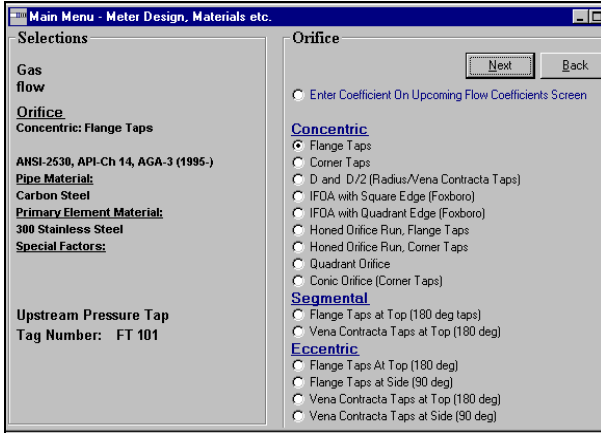 Main Menu - Meter Design, Materials etc.
Selections
Gas
flow
Orifice
Concentric: Flange Taps
ANSI-2530, API-Ch 14, AGA-3 (1995-)
Pipe Material:
Carbon Steel
Primary Element Material:
300 Stainless Steel
Special Factors:
Upstream Pressure Tap
Tag Number: FT 101
Orifice
Next Back
Enter Coefficient On Upcoming Flow Coefficients Screen
Concentric
Flange Taps
Corner Taps
D and D/2 (Radius/Vena Contracta Taps)
IFOA with Square Edge (Foxboro)
IFOA with Quadrant Edge (Foxboro)
Honed Orifice Run, Flange Taps
Honed Orifice Run, Corner Taps
Quadrant Orifice
Conic Orifice (Corner Taps)
Segmental
Flange Taps at Top (180 deg taps)
Vena Contracta Taps at Top (180 deg)
Eccentric
Flange Taps At Top (180 deg)
Flange Taps at Side (90 deg)
Vena Contracta Taps at Top (180 deg)
Vena Contracta Taps at Side (90 deg)